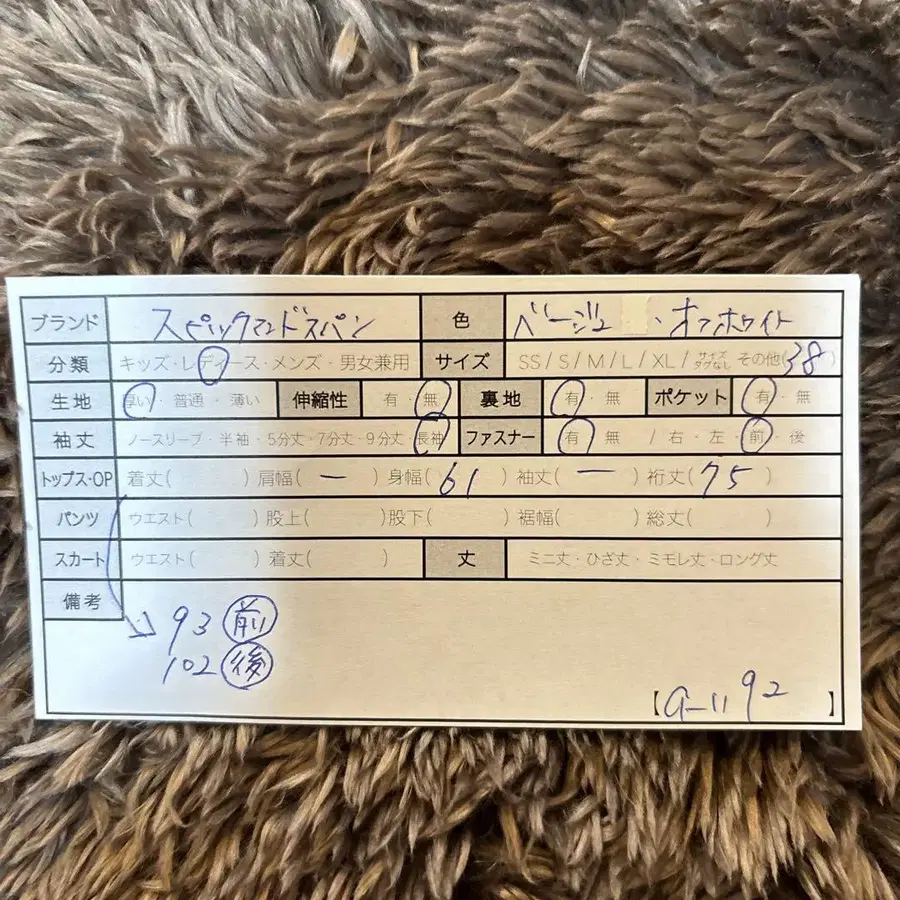 ブランド スピックアンドスパン 色 ベージュ ・オフホワイト
分類 キッズ・レディース・メンズ・男女兼用 サイズ SS/S/M/L/XL/サイズタグなし その他(38)
生地 厚い・普通・薄い 伸縮性 有・無 裏地 有・無 ポケット 有・無
袖丈 ノースリーブ・半袖・5分丈・7分丈・9分丈・長袖 ファスナー 有・無 / 右・左・前・後
トップス・OP 着丈( ) 肩幅( ー ) 身幅( 61 ) 袖丈( ー ) 裄丈( 75 )
パンツ ウエスト( ) 股上( ) 股下( ) 裾幅( ) 総丈( )
スカート ウエスト( ) 着丈( ) 丈 ミニ丈・ひざ丈・ミモレ丈・ロング丈
備考
93 前
102 後
【a-1192】